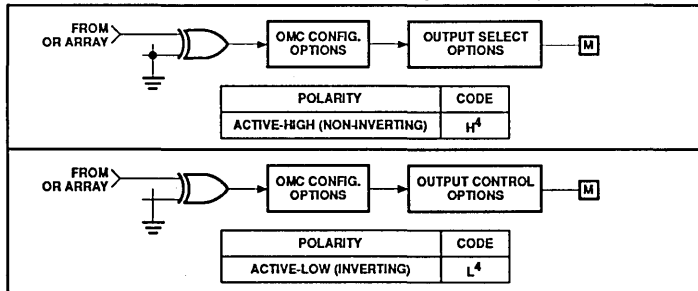 FROM
OR ARRAY
OMC CONFIG.
OPTIONS
OUTPUT SELECT
OPTIONS
M
POLARITY CODE
ACTIVE-HIGH (NON-INVERTING) H4
FROM
OR ARRAY
OMC CONFIG.
OPTIONS
OUTPUT CONTROL
OPTIONS
M
POLARITY CODE
ACTIVE-LOW (INVERTING) L4